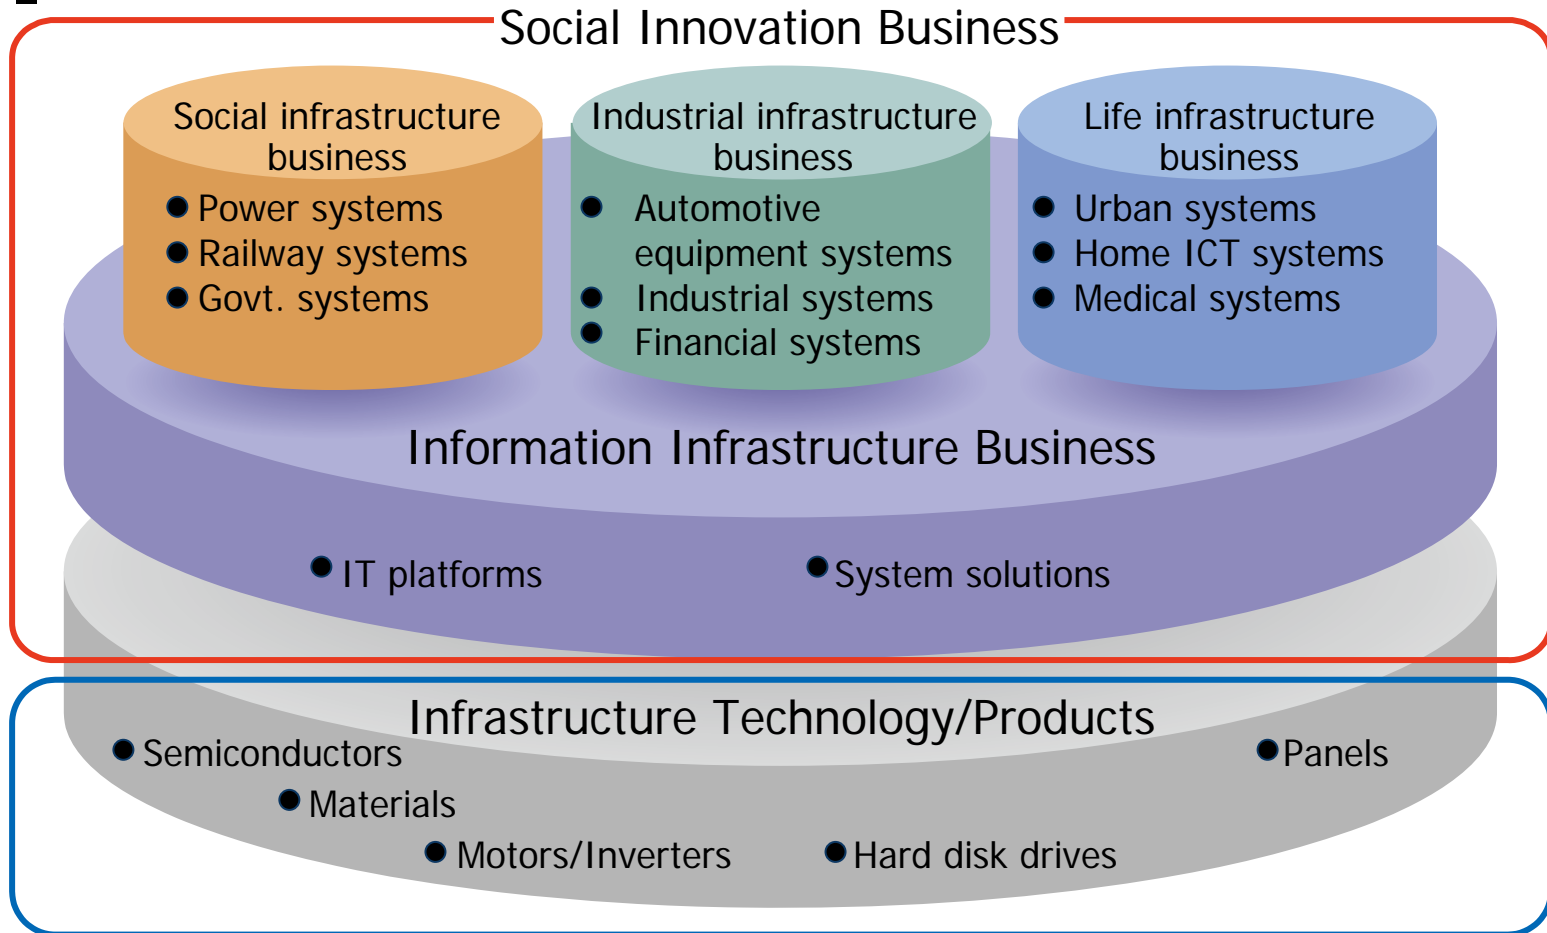 Social Innovation Business
Social infrastructure
business
● Power systems
● Railway systems
● Govt. systems
Industrial infrastructure
business
● Automotive
equipment systems
● Industrial systems
● Financial systems
Life infrastructure
business
● Urban systems
● Home ICT systems
● Medical systems
Information Infrastructure Business
● IT platforms
● System solutions
Infrastructure Technology/Products
● Semiconductors
● Materials
● Motors/Inverters
● Hard disk drives
● Panels